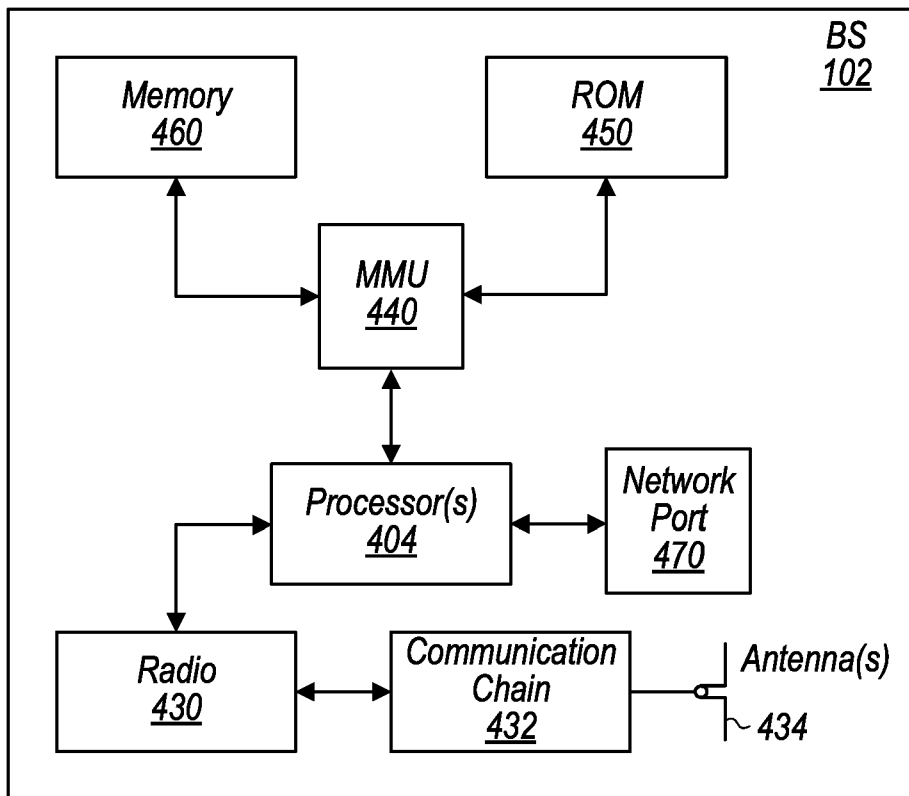 BS
102
Memory
460
ROM
450
MMU
440
Processor(s)
404
Network
Port
470
Radio
430
Communication
Chain
432
Antenna(s)
434